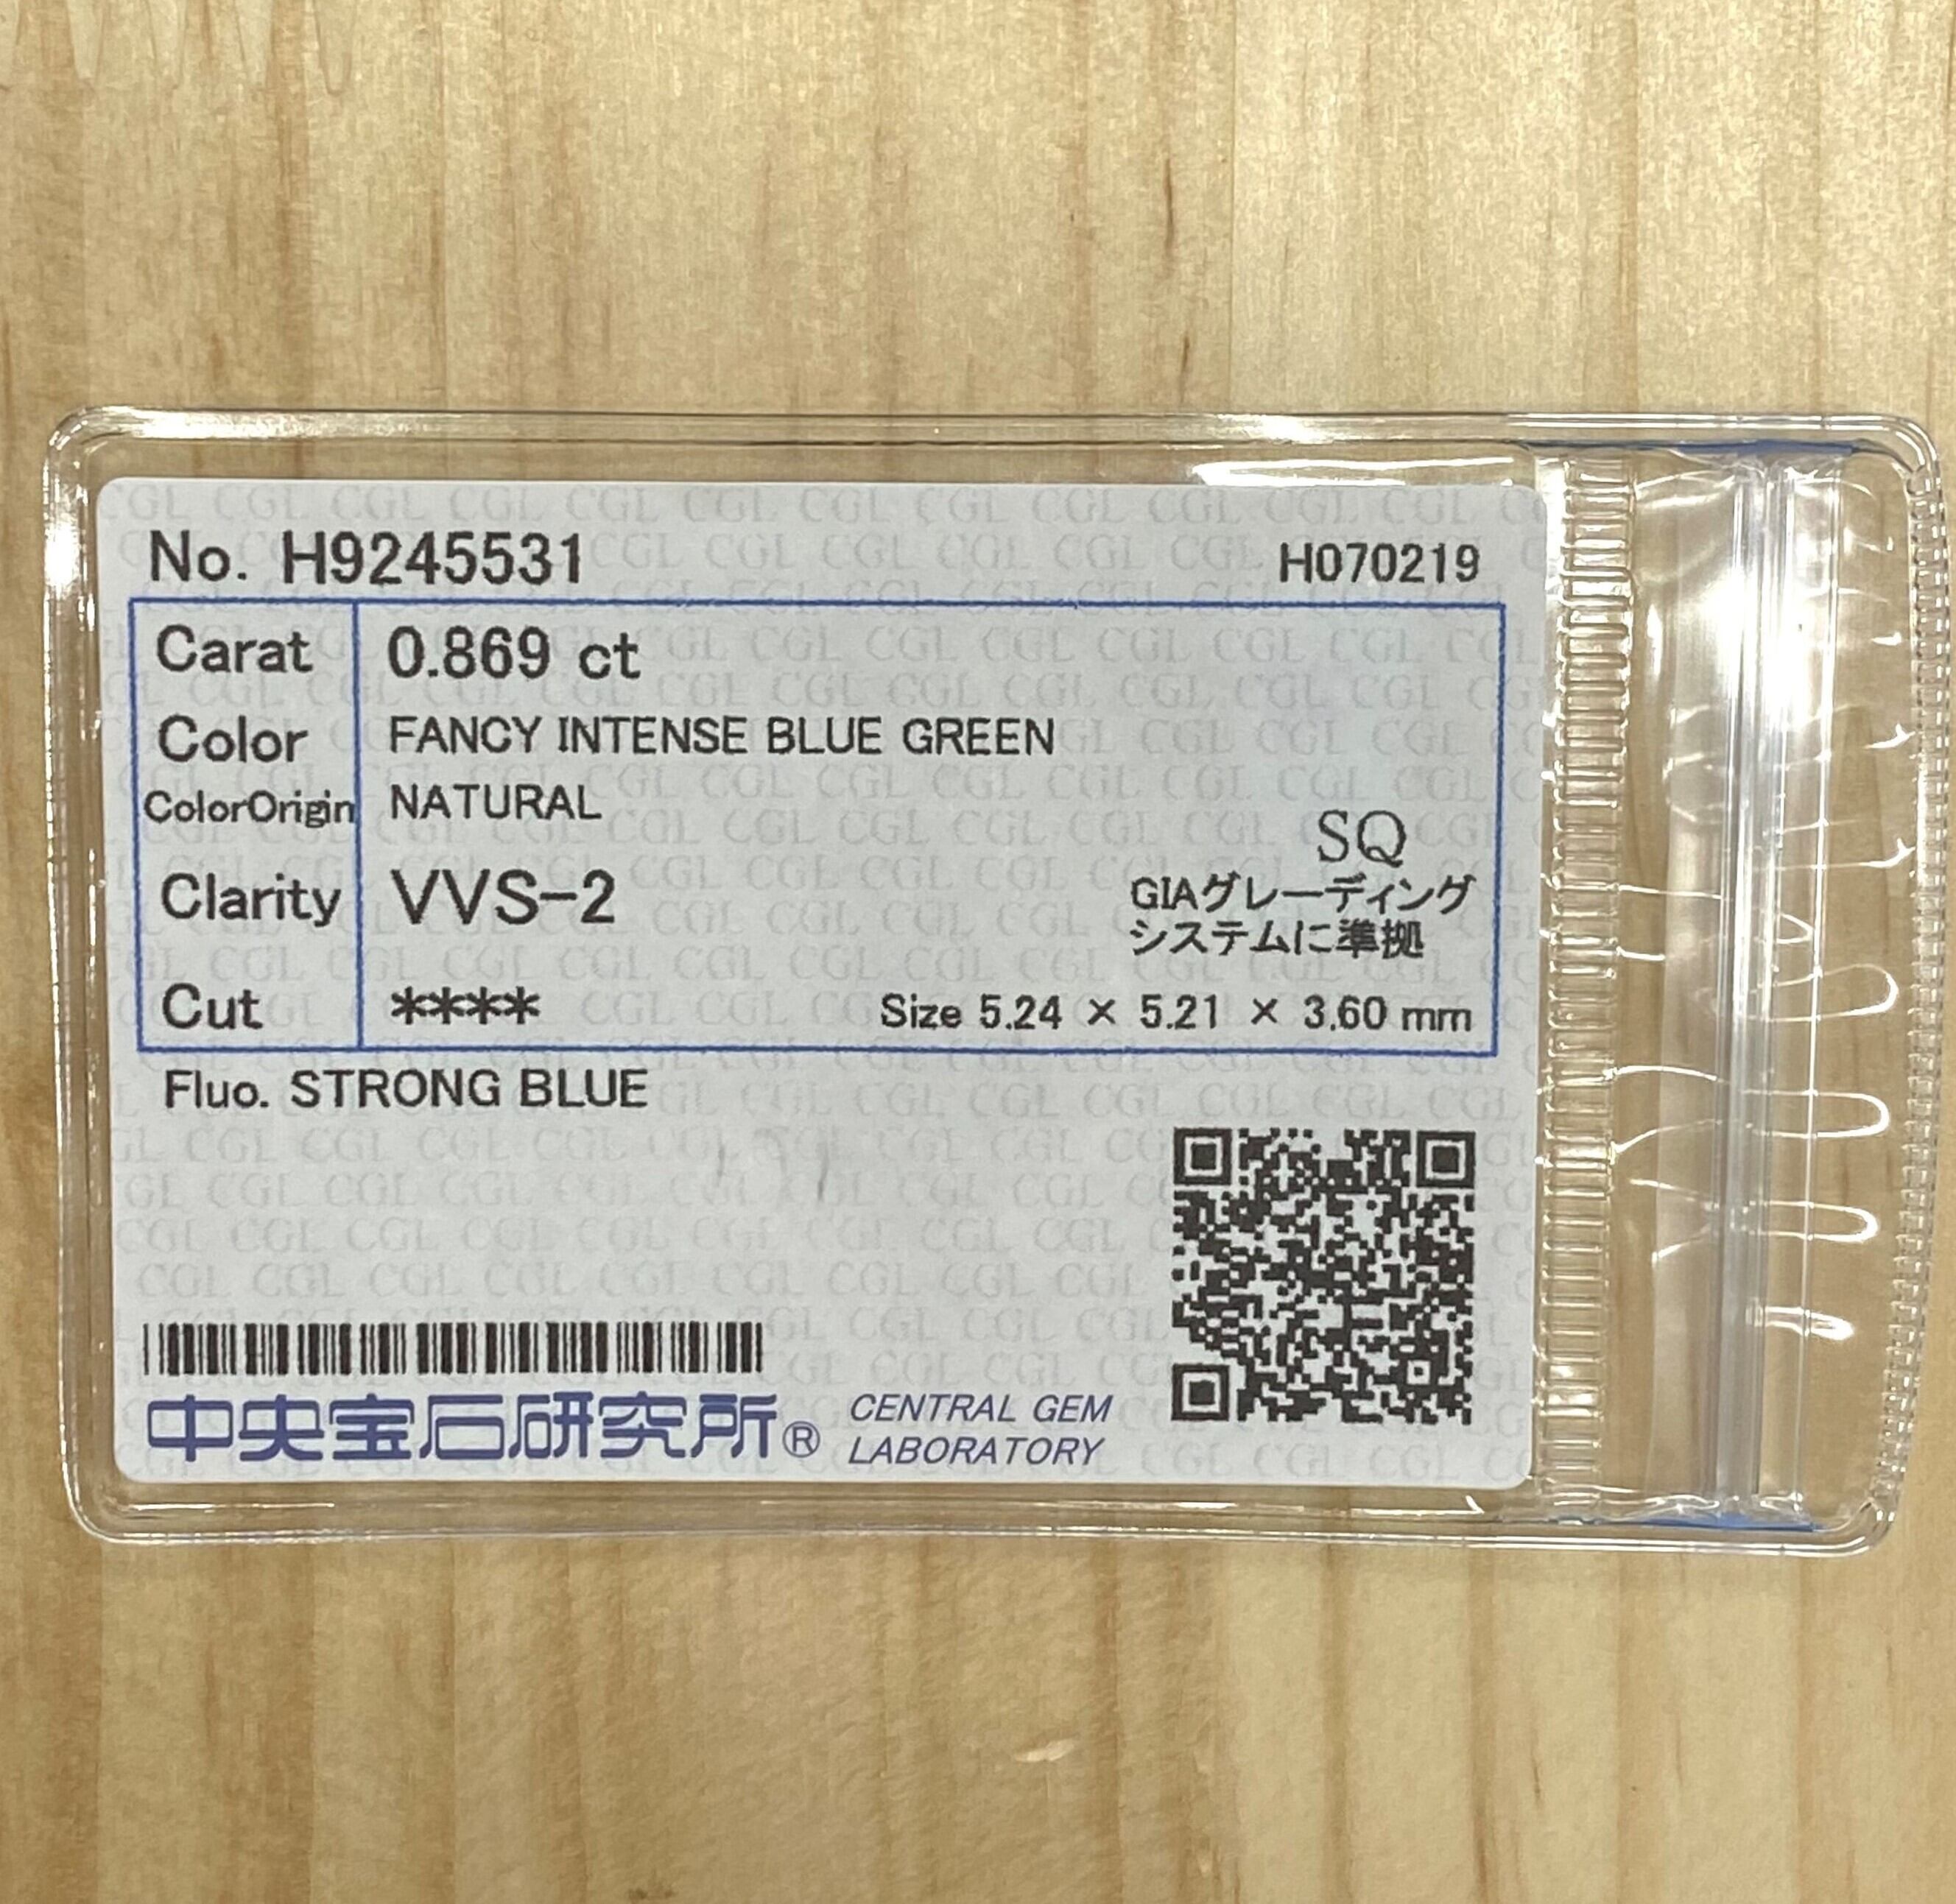 No. H9245531 H070219
Carat 0.869 ct
Color FANCY INTENSE BLUE GREEN
ColorOrigin NATURAL
SQ
Clarity VVS-2
GIAグレーディング
システムに準拠
Cut **** Size 5.24 × 5.21 × 3.60 mm
Fluo. STRONG BLUE
中央宝石研究所® CENTRAL GEM
LABORATORY